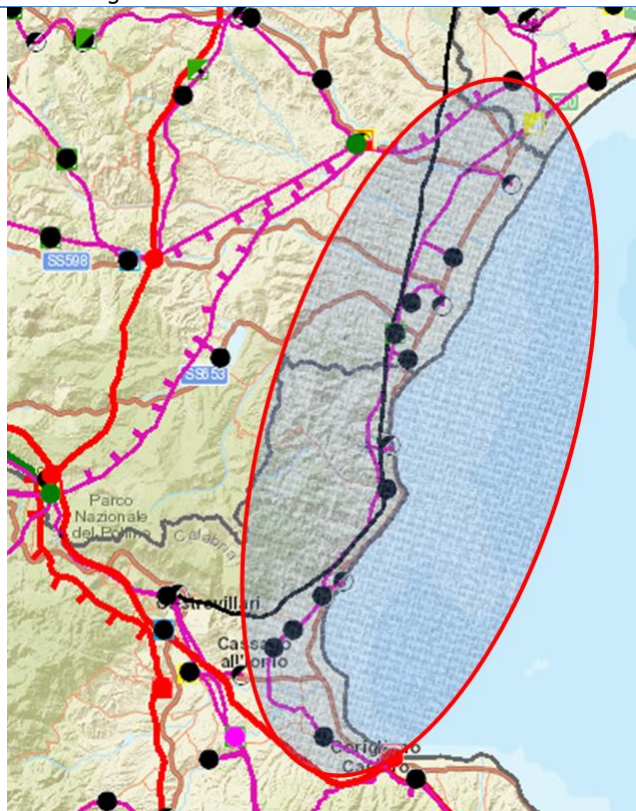 SS598
SS653
Parco
Nazionale
del Pollino
Calabria
Castrovillari
Cassano
all'Ionio
Corigliano
Calabro